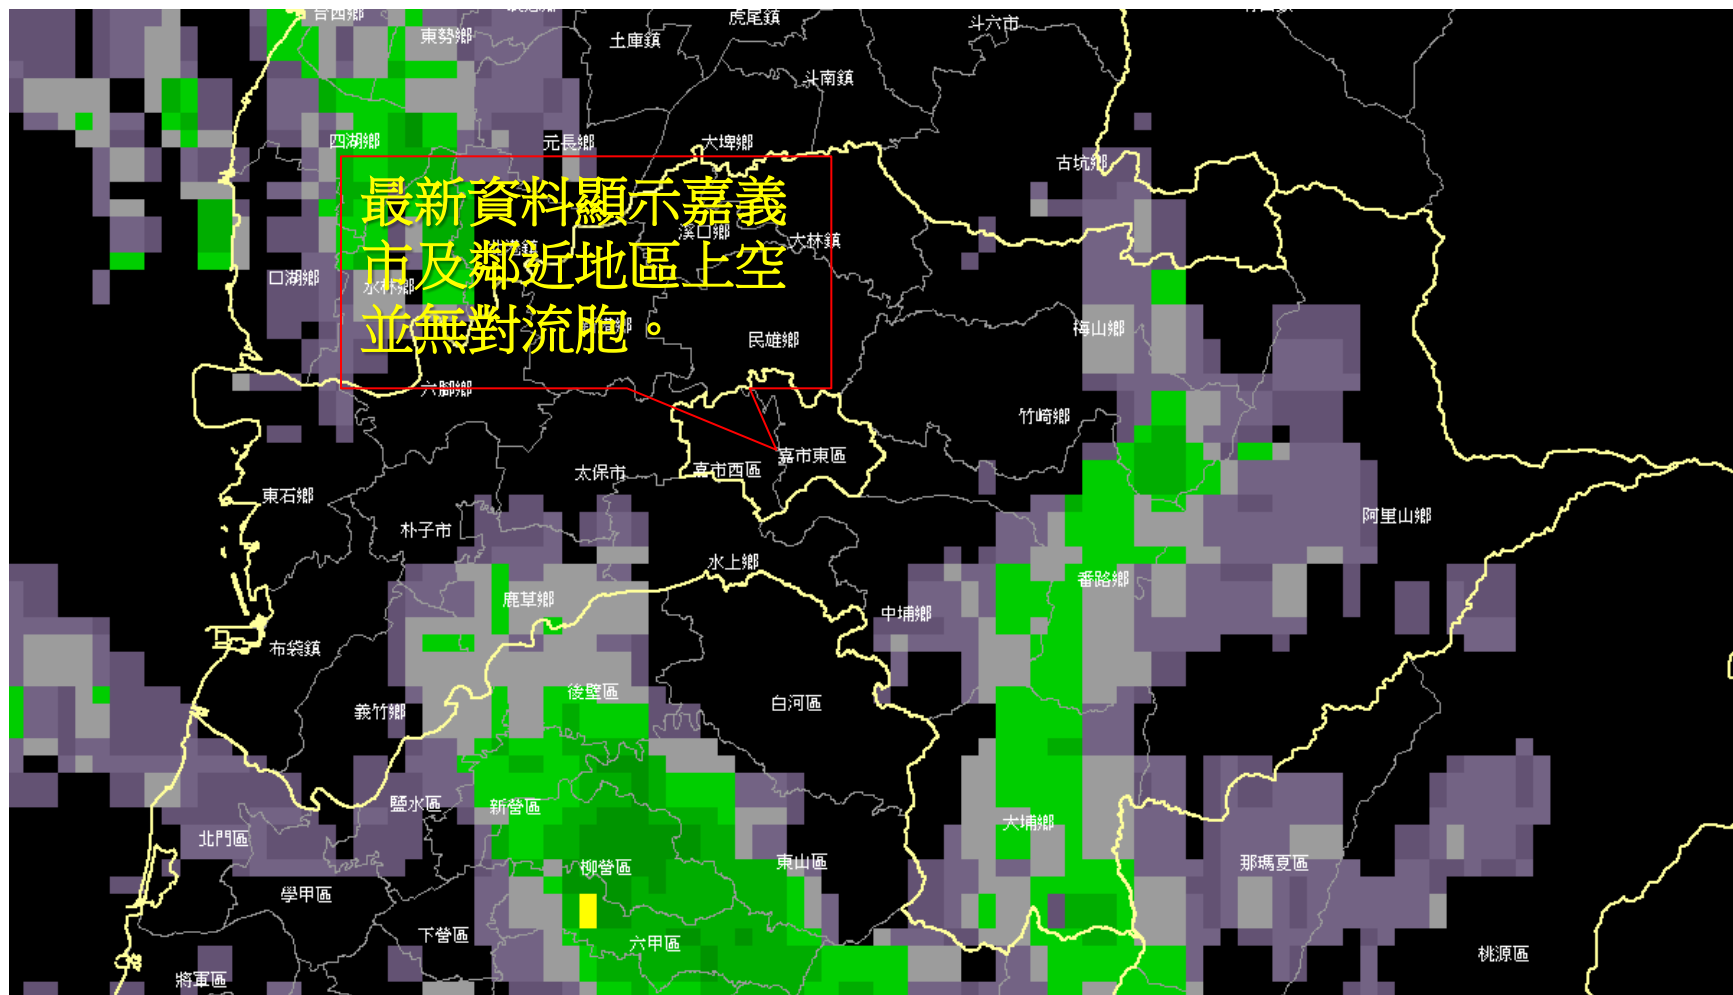 台西鄉
東勢鄉
土庫鎮
虎尾鎮
斗六市
斗南鎮
四湖鄉
元長鄉
大埤鄉
古坑鄉
最新資料顯示嘉義
市及鄰近地區上空
並無對流胞。
溪口鄉
大林鎮
口湖鄉
水林鄉
民雄鄉
梅山鄉
六腳鄉
竹崎鄉
嘉市東區
嘉市西區
太保市
東石鄉
朴子市
阿里山鄉
水上鄉
番路鄉
鹿草鄉
中埔鄉
布袋鎮
後壁區
白河區
義竹鄉
鹽水區
新營區
大埔鄉
北門區
柳營區
東山區
那瑪夏區
學甲區
下營區
六甲區
桃源區
將軍區